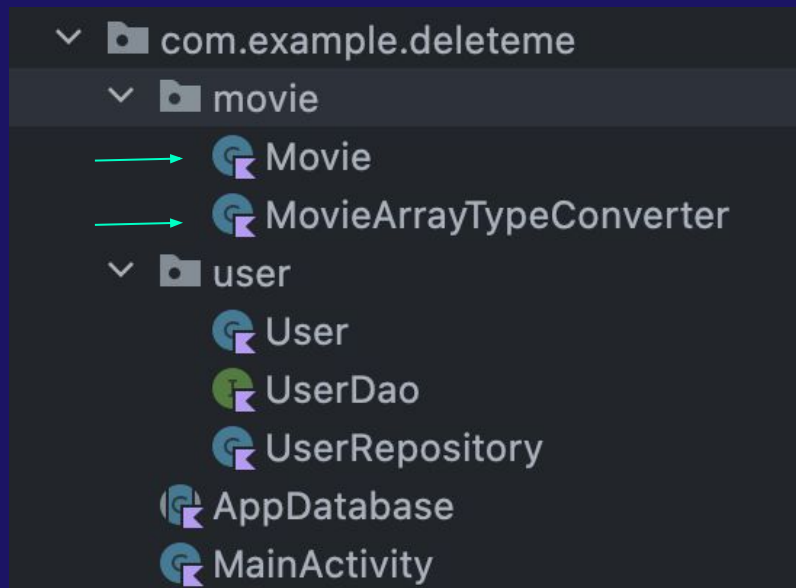 com.example.deleteme
movie
Movie
MovieArrayTypeConverter
user
User
UserDao
UserRepository
AppDatabase
MainActivity